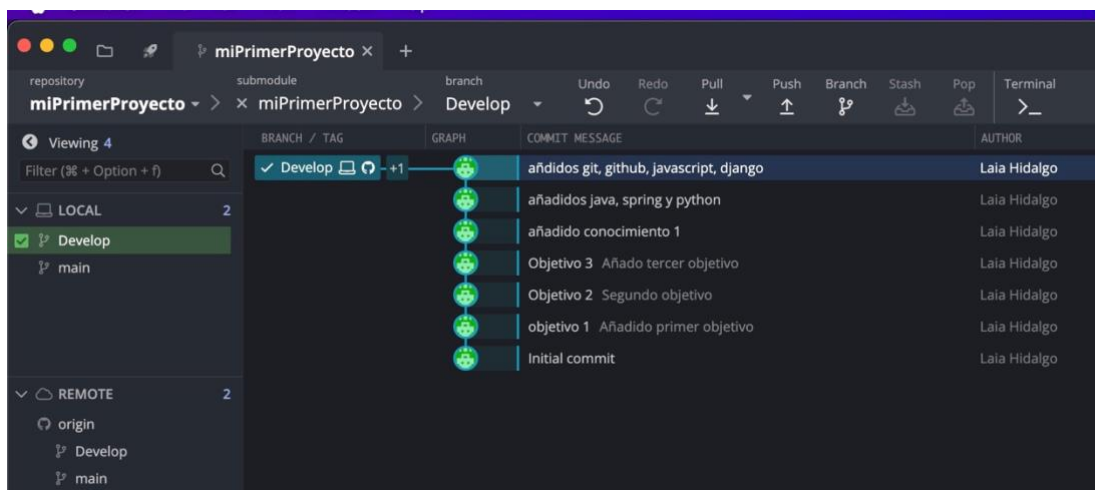 miPrimerProyecto
repository
miPrimerProyecto
submodule
miPrimerProyecto
branch
Develop
Undo
Redo
Pull
Push
Branch
Stash
Pop
Terminal
Viewing 4
Filter (⌘ + Option + f)
LOCAL 2
Develop
main
REMOTE 2
origin
Develop
main
BRANCH / TAG GRAPH COMMIT MESSAGE AUTHOR
Develop +1 añdidos git, github, javascript, django Laia Hidalgo
añadidos java, spring y python Laia Hidalgo
añadido conocimiento 1 Laia Hidalgo
Objetivo 3 Añado tercer objetivo Laia Hidalgo
Objetivo 2 Segundo objetivo Laia Hidalgo
objetivo 1 Añadido primer objetivo Laia Hidalgo
Initial commit Laia Hidalgo